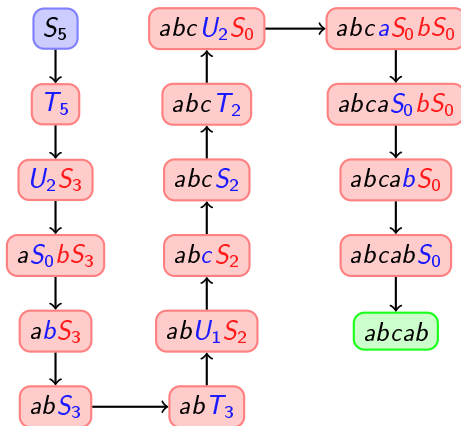 S₅
T₅
U₂S₃
aS₀bS₃
abS₃
abS₃
abT₃
abU₁S₂
abcS₂
abcS₂
abcT₂
abcU₂S₀
abcaS₀bS₀
abcaS₀bS₀
abcabS₀
abcabS₀
abcab